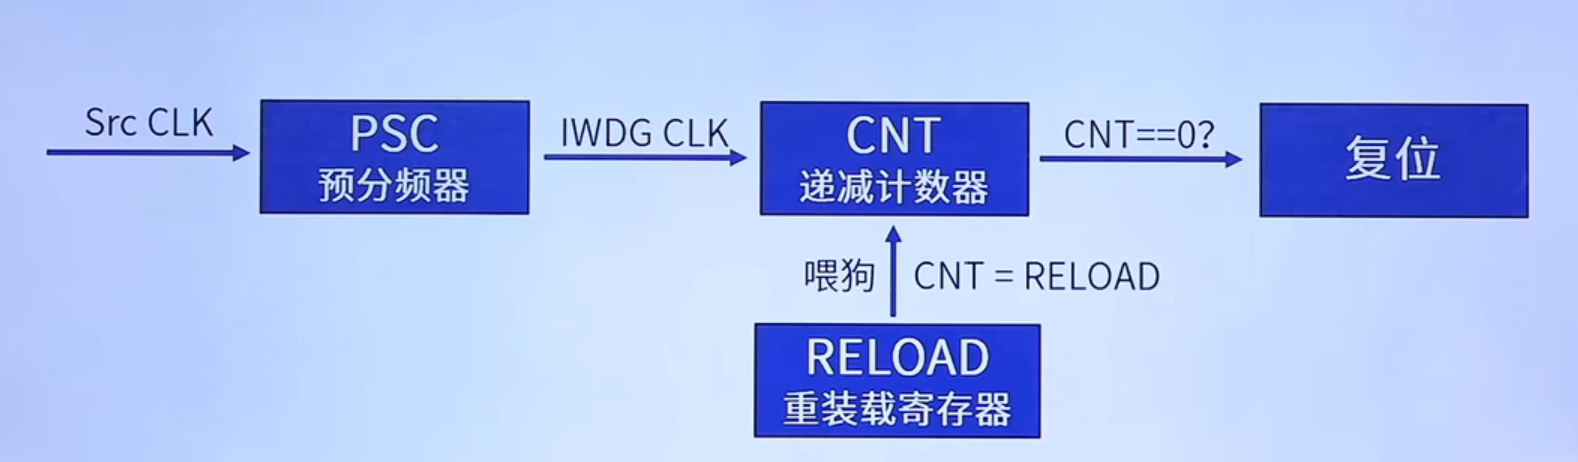 Src CLK
PSC
预分频器
IWDG CLK
CNT
递减计数器
CNT==0?
复位
喂狗
CNT = RELOAD
RELOAD
重装载寄存器